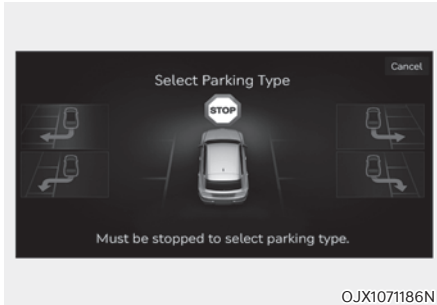 Cancel
Select Parking Type
STOP
Must be stopped to select parking type.
OJX1071186N